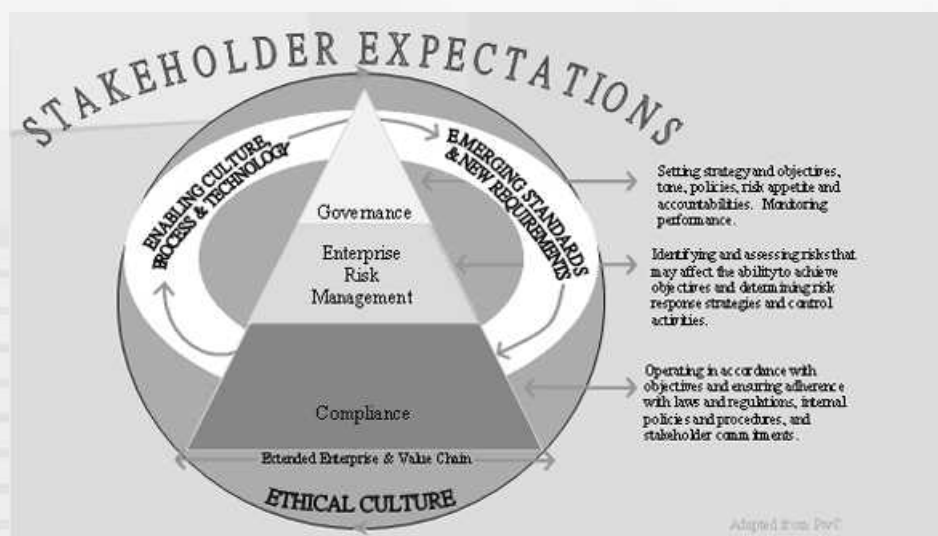 STAKEHOLDER EXPECTATIONS
ENABLING CULTURE,
PROCESS & TECHNOLOGY
EMERGING STANDARDS
& NEW REQUIREMENTS
Governance
Setting strategy and objectives,
tone, policies, risk appetite and
accountabilities. Monitoring
performance.
Enterprise
Risk
Management
Identifying and assessing risks that
may affect the ability to achieve
objectives and determining risk
response strategies and control
activities.
Compliance
Operating in accordance with
objectives and ensuring adherence
with laws and regulations, internal
policies and procedures, and
stakeholder commitments.
Extended Enterprise & Value Chain
ETHICAL CULTURE
Adapted from PwC